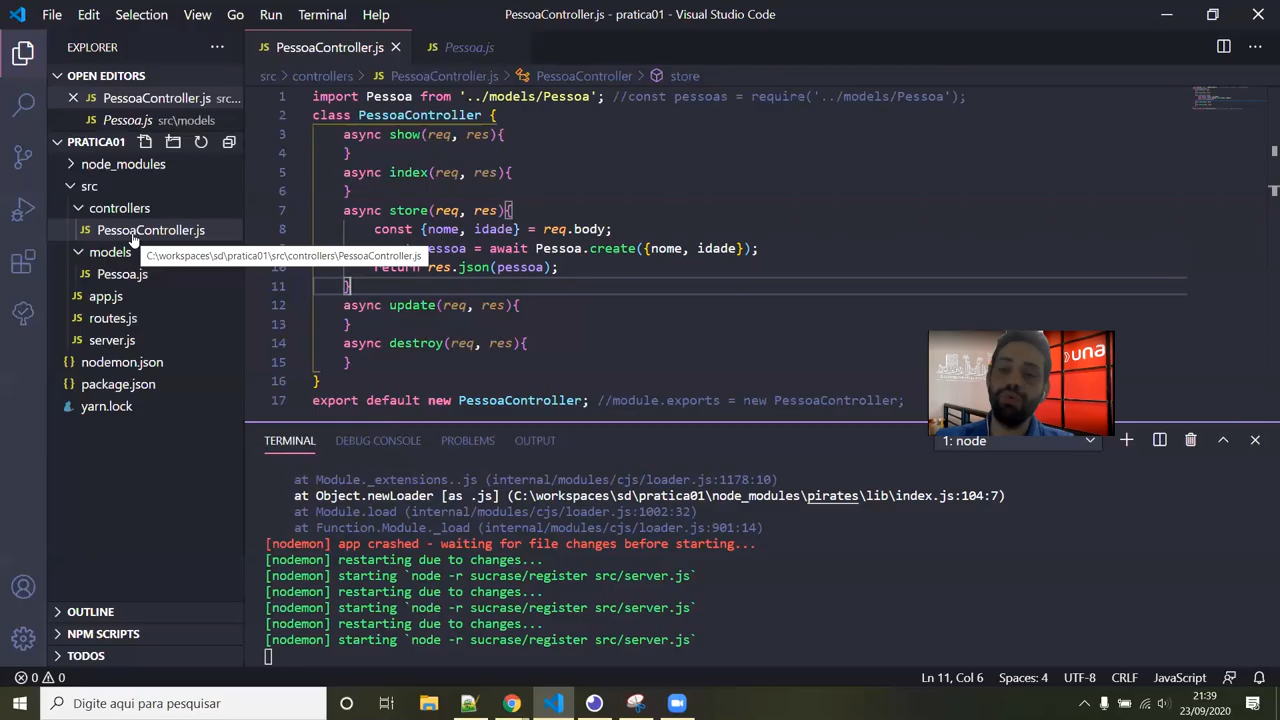 File Edit Selection View Go Run Terminal Help PessoaController.js - pratica01 - Visual Studio Code
EXPLORER
PessoaController.js
Pessoa.js
OPEN EDITORS
PessoaController.js src...
Pessoa.js src\models
PRATICA01
node_modules
src
controllers
PessoaController.js
models
C:\workspaces\sd\pratica01\src\controllers\PessoaController.js
Pessoa.js
app.js
routes.js
server.js
nodemon.json
package.json
yarn.lock
OUTLINE
NPM SCRIPTS
TODOS
src > controllers > JS PessoaController.js > PessoaController > store
1 import Pessoa from '../models/Pessoa'; //const pessoas = require('../models/Pessoa');
2 class PessoaController {
3 async show(req, res){
4 }
5 async index(req, res){
6 }
7 async store(req, res){
8 const {nome, idade} = req.body;
essoa = await Pessoa.create({nome, idade});
10 return res.json(pessoa);
11 }
12 async update(req, res){
13 }
14 async destroy(req, res){
15 }
16 }
17 export default new PessoaController; //module.exports = new PessoaController;
una
TERMINAL DEBUG CONSOLE PROBLEMS OUTPUT 1: node
at Module._extensions..js (internal/modules/cjs/loader.js:1178:10)
at Object.newLoader [as .js] (C:\workspaces\sd\pratica01\node_modules\pirates\lib\index.js:104:7)
at Module.load (internal/modules/cjs/loader.js:1002:32)
at Function.Module._load (internal/modules/cjs/loader.js:901:14)
[nodemon] app crashed - waiting for file changes before starting...
[nodemon] restarting due to changes...
[nodemon] starting `node -r sucrase/register src/server.js`
[nodemon] restarting due to changes...
[nodemon] starting `node -r sucrase/register src/server.js`
[nodemon] restarting due to changes...
[nodemon] starting `node -r sucrase/register src/server.js`
0 0 Ln 11, Col 6 Spaces: 4 UTF-8 CRLF JavaScript
Digite aqui para pesquisar
21:39
23/09/2020